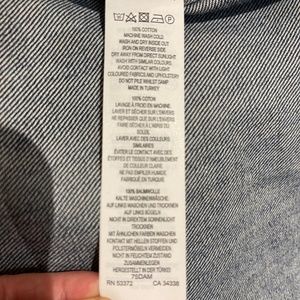 100% COTTON
MACHINE WASH COLD
WASH AND DRY INSIDE OUT
IRON ON REVERSE SIDE
DRY AWAY FROM DIRECT SUNLIGHT
WASH WITH SIMILAR COLOURS
AVOID CONTACT WITH LIGHT
COLOURED FABRICS AND UPHOLSTERY
DO NOT PILE WHILST DAMP
MADE IN TURKEY
100% COTON
LAVAGE À FROID EN MACHINE
LAVER ET SÉCHER SUR L'ENVERS
NE REPASSER QUE SUR L'ENVERS
FAIRE SÉCHER À L'ABRI DU
SOLEIL
LAVER AVEC DES COULEURS
SIMILAIRES
ÉVITER LE CONTACT AVEC DES
ÉTOFFES ET TISSUS D'AMEUBLEMENT
DE COULEUR CLAIRE
NE PAS EMPILER HUMIDE
FABRIQUÉ EN TURQUIE
100% BAUMWOLLE
KALTE MASCHINENWÄSCHE
AUF LINKS WASCHEN UND TROCKNEN
AUF LINKS BÜGELN
NICHT IN DIREKTEM SONNENLICHT
TROCKNEN
MIT ÄHNLICHEN FARBEN WASCHEN
KONTAKT MIT HELLEN STOFFEN UND
POLSTERMÖBELN VERMEIDEN
NICHT IM FEUCHTEN ZUSTAND
ZUSAMMENLEGEN
HERGESTELLT IN DER TÜRKEI
RN 53372 CA 34338